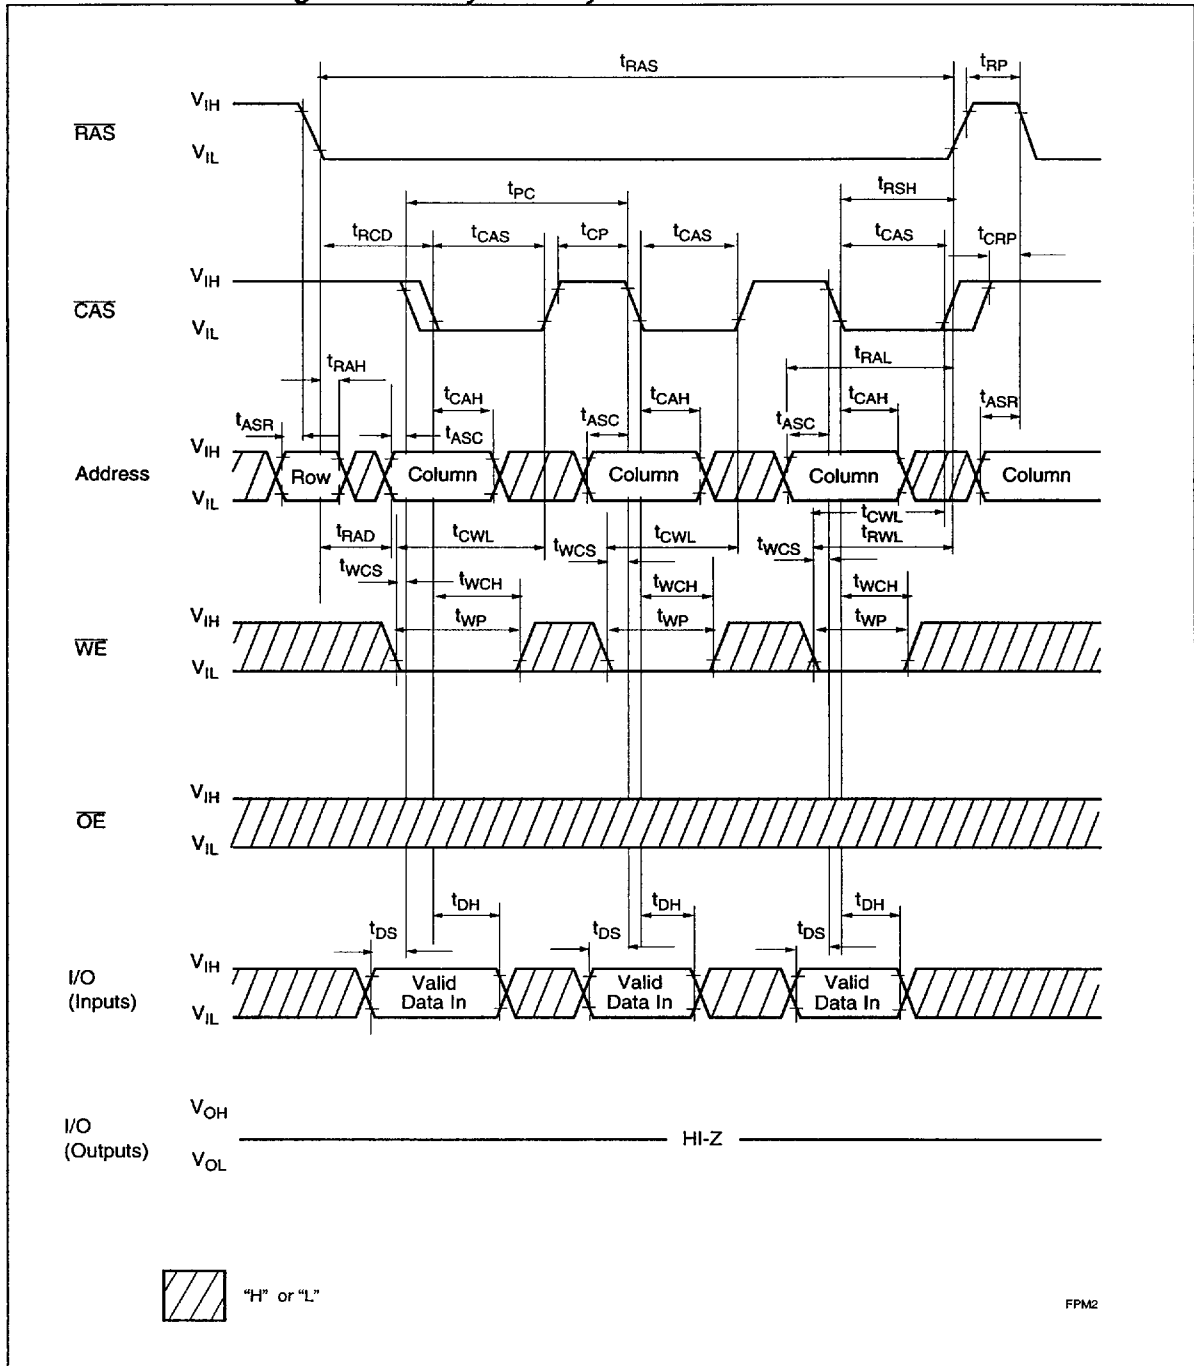 tRAS tRP
VIH
RAS
VIL
tPC tRSH
tRCD tCAS tCP tCAS tCAS tCRP
VIH
CAS
VIL
tRAH tRAL
tCAH tCAH tCAH
tASR tASC tASC tASC tASR
VIH
Address Row Column Column Column Column
VIL
tRAD tCWL tCWL tCWL
tWCS tWCS tWCS tRWL
tWCH tWCH tWCH
tWP tWP tWP
VIH
WE
VIL
VIH
OE
VIL
tDH tDH tDH
tDS tDS tDS
VIH
I/O Valid Valid Valid
(Inputs) Data In Data In Data In
VIL
VOH
I/O
(Outputs) HI-Z
VOL
"H" or "L"
FPM2